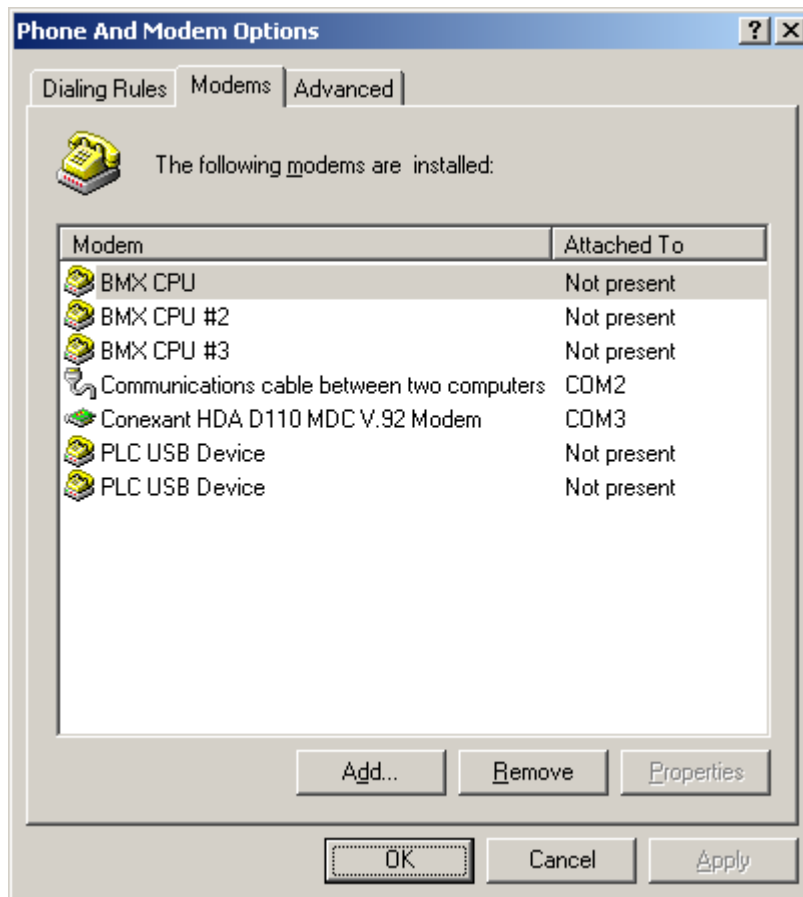 Phone And Modem Options
Dialing Rules Modems Advanced
The following modems are installed:
Modem Attached To
BMX CPU Not present
BMX CPU #2 Not present
BMX CPU #3 Not present
Communications cable between two computers COM2
Conexant HDA D110 MDC V.92 Modem COM3
PLC USB Device Not present
PLC USB Device Not present
Add... Remove Properties
OK Cancel Apply